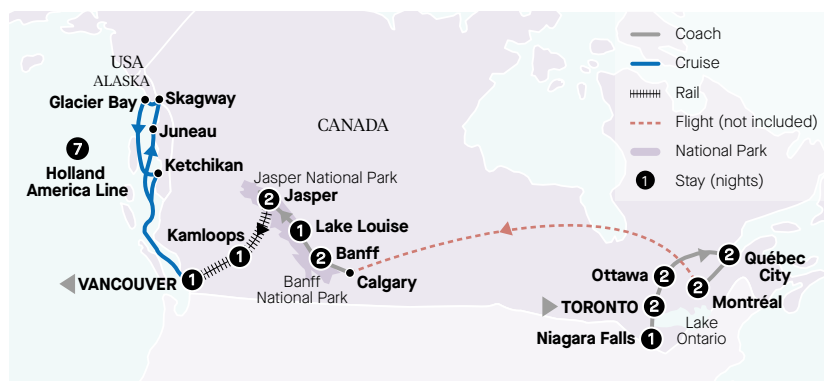 USA
ALASKA
Glacier Bay
Skagway
Juneau
7
Holland
America Line
Ketchikan
CANADA
Jasper National Park
2
Jasper
1
Lake Louise
Kamloops
1
2
Banff
Banff
National Park
Calgary
VANCOUVER
1
Coach
Cruise
Rail
Flight (not included)
National Park
1
Stay (nights)
2
Québec
City
Ottawa
2
2
Montréal
TORONTO
2
Lake
Ontario
Niagara Falls
1